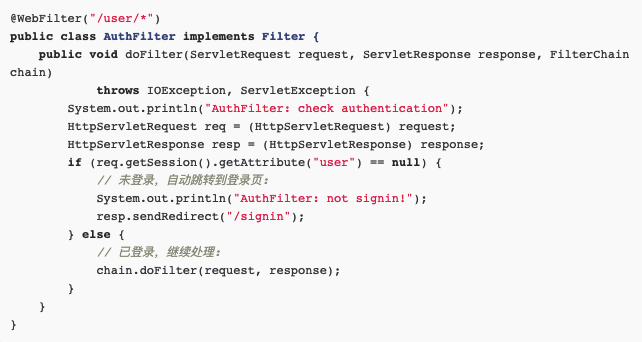 @WebFilter("/user/*")
public class AuthFilter implements Filter {
    public void doFilter(ServletRequest request, ServletResponse response, FilterChain
chain)
            throws IOException, ServletException {
        System.out.println("AuthFilter: check authentication");
        HttpServletRequest req = (HttpServletRequest) request;
        HttpServletResponse resp = (HttpServletResponse) response;
        if (req.getSession().getAttribute("user") == null) {
            // 未登录，自动跳转到登录页:
            System.out.println("AuthFilter: not signin!");
            resp.sendRedirect("/signin");
        } else {
            // 已登录，继续处理:
            chain.doFilter(request, response);
        }
    }
}